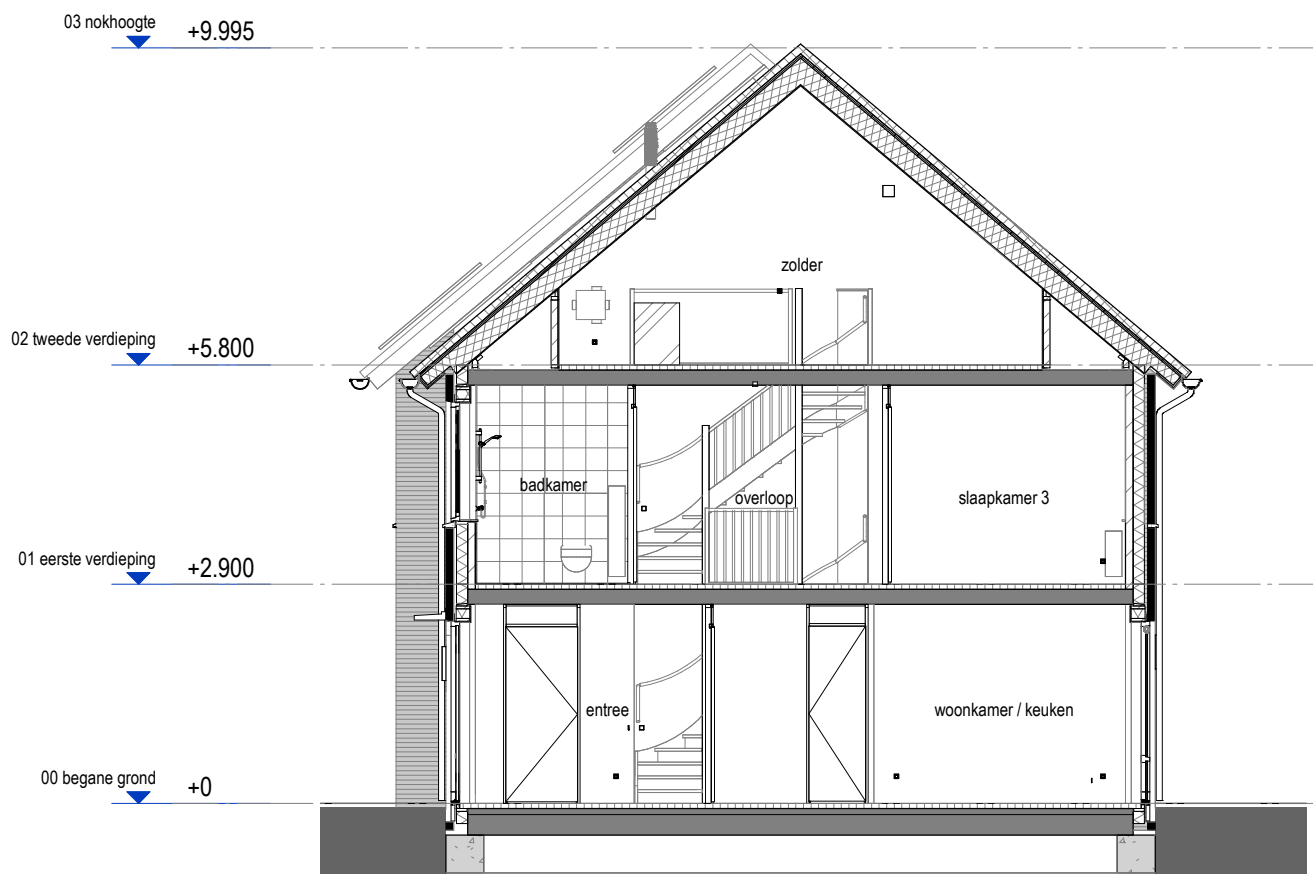 03 nokhoogte +9.995
zolder
02 tweede verdieping +5.800
badkamer
overloop
slaapkamer 3
01 eerste verdieping +2.900
entree
woonkamer / keuken
00 begane grond +0